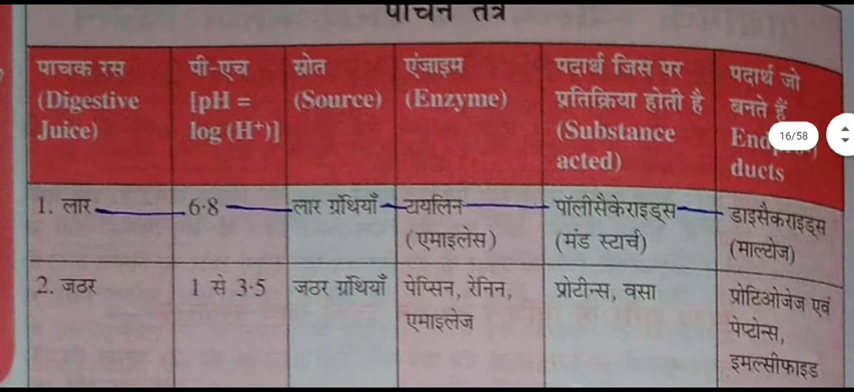 पाचन तंत्र
पाचक रस
(Digestive
Juice)
पी-एच
[pH =
log (H⁺)]
स्रोत
(Source)
एंजाइम
(Enzyme)
पदार्थ जिस पर
प्रतिक्रिया होती है
(Substance
acted)
पदार्थ जो
बनते हैं
ducts
16/58
1. लार
6·8
लार ग्रंथियाँ
टायलिन
(एमाइलेस)
पॉलीसैकेराइड्स
(मंड स्टार्च)
डाइसैकराइड्स
(माल्टोज)
2. जठर
1 से 3·5
जठर ग्रंथियाँ
पेप्सिन, रेनिन,
एमाइलेज
प्रोटीन्स, वसा
प्रोटिओजेज एवं
पेप्टोन्स,
इमल्सीफाइड